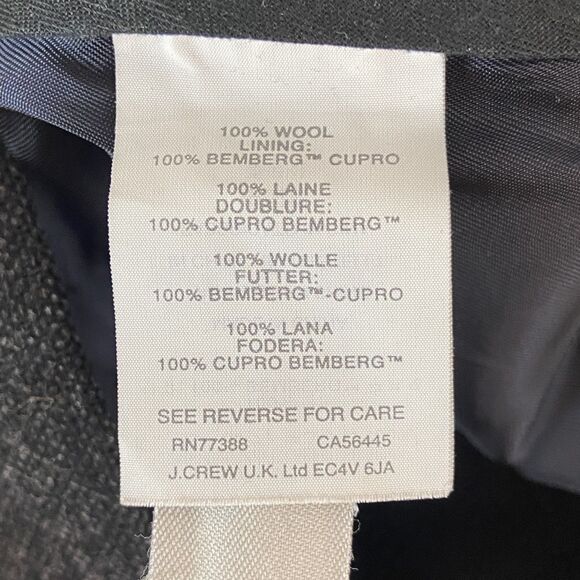 100% WOOL
LINING:
100% BEMBERG™ CUPRO
100% LAINE
DOUBLURE:
100% CUPRO BEMBERG™
100% WOLLE
FUTTER:
100% BEMBERG™-CUPRO
100% LANA
FODERA:
100% CUPRO BEMBERG™
SEE REVERSE FOR CARE
RN77388 CA56445
J.CREW U.K. Ltd EC4V 6JA